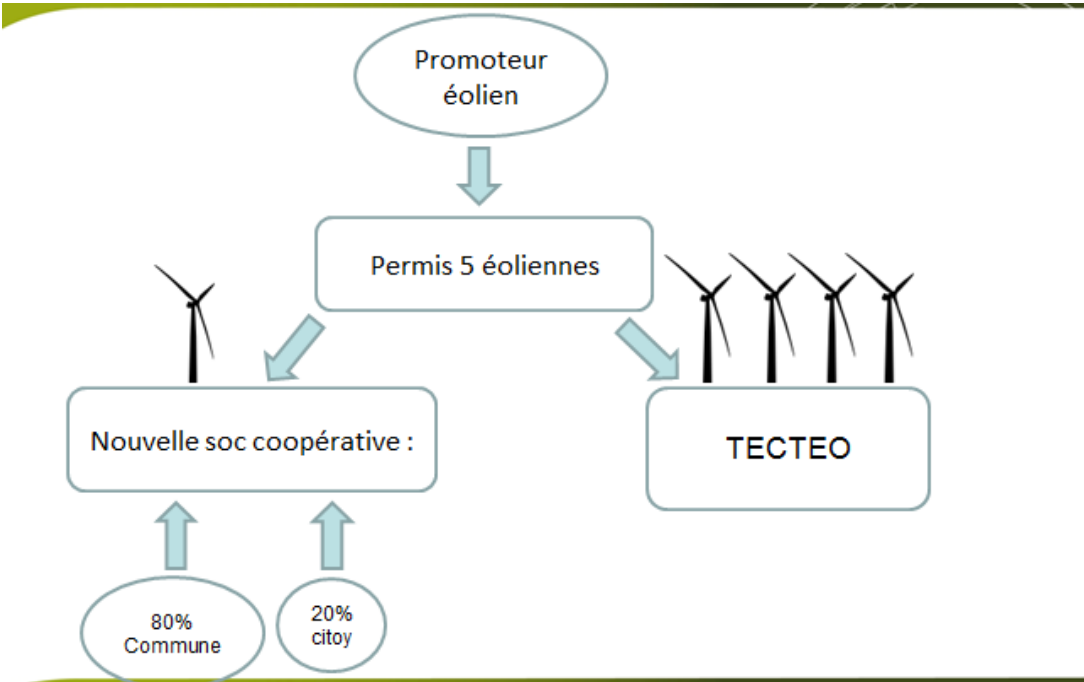 Promoteur
éolien
Permis 5 éoliennes
Nouvelle soc coopérative :
TECTEO
80%
Commune
20%
citoy